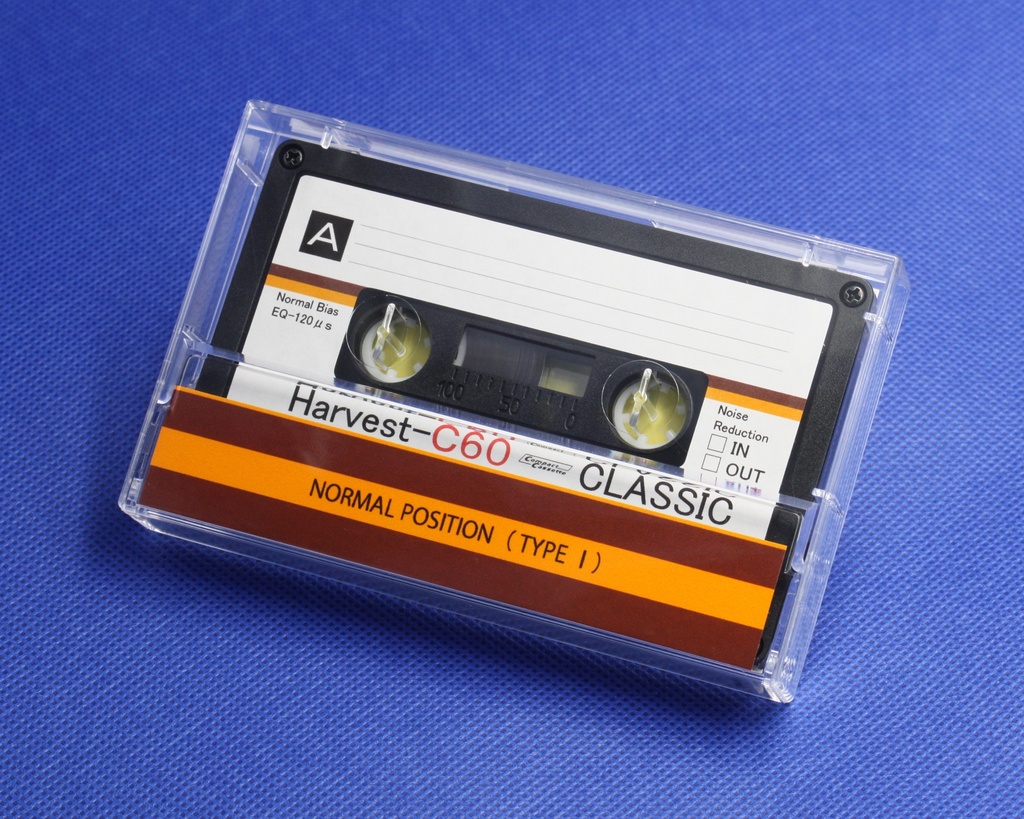 A
Normal Bias
EQ-120μs
100 50 0
Noise
Reduction
IN
OUT
Harvest-C60 Compact Cassette CLASSIC
NORMAL POSITION (TYPE I)